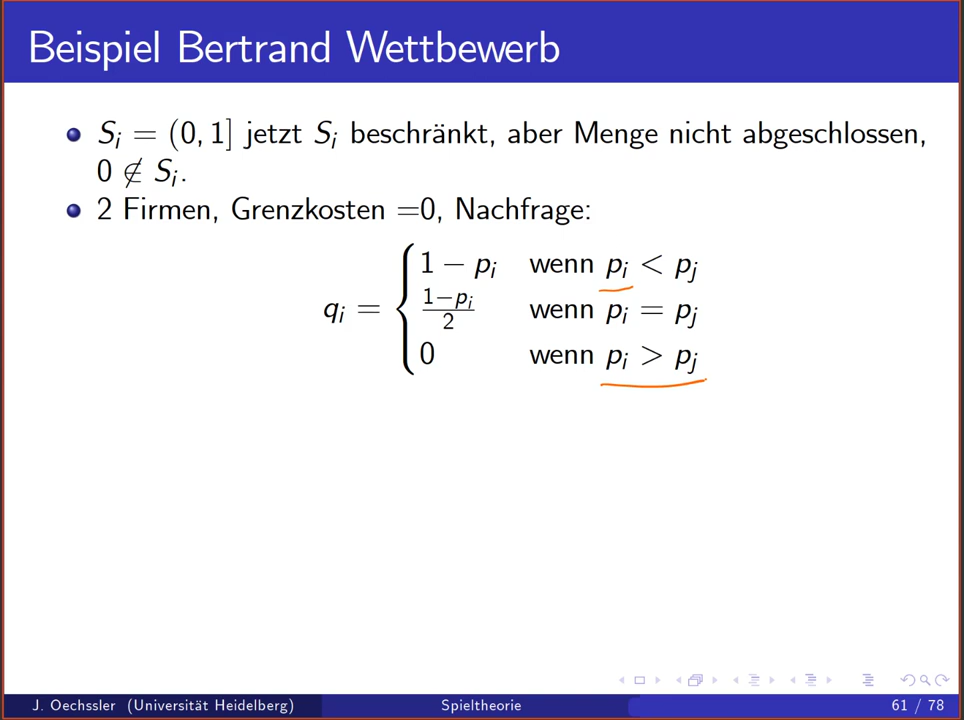 Beispiel Bertrand Wettbewerb
S_i = (0, 1] jetzt S_i beschränkt, aber Menge nicht abgeschlossen,
0 ∉ S_i.
2 Firmen, Grenzkosten =0, Nachfrage:
q_i = { 1 − p_i wenn p_i < p_j
(1−p_i)/2 wenn p_i = p_j
0 wenn p_i > p_j
J. Oechssler (Universität Heidelberg) Spieltheorie 61 / 78